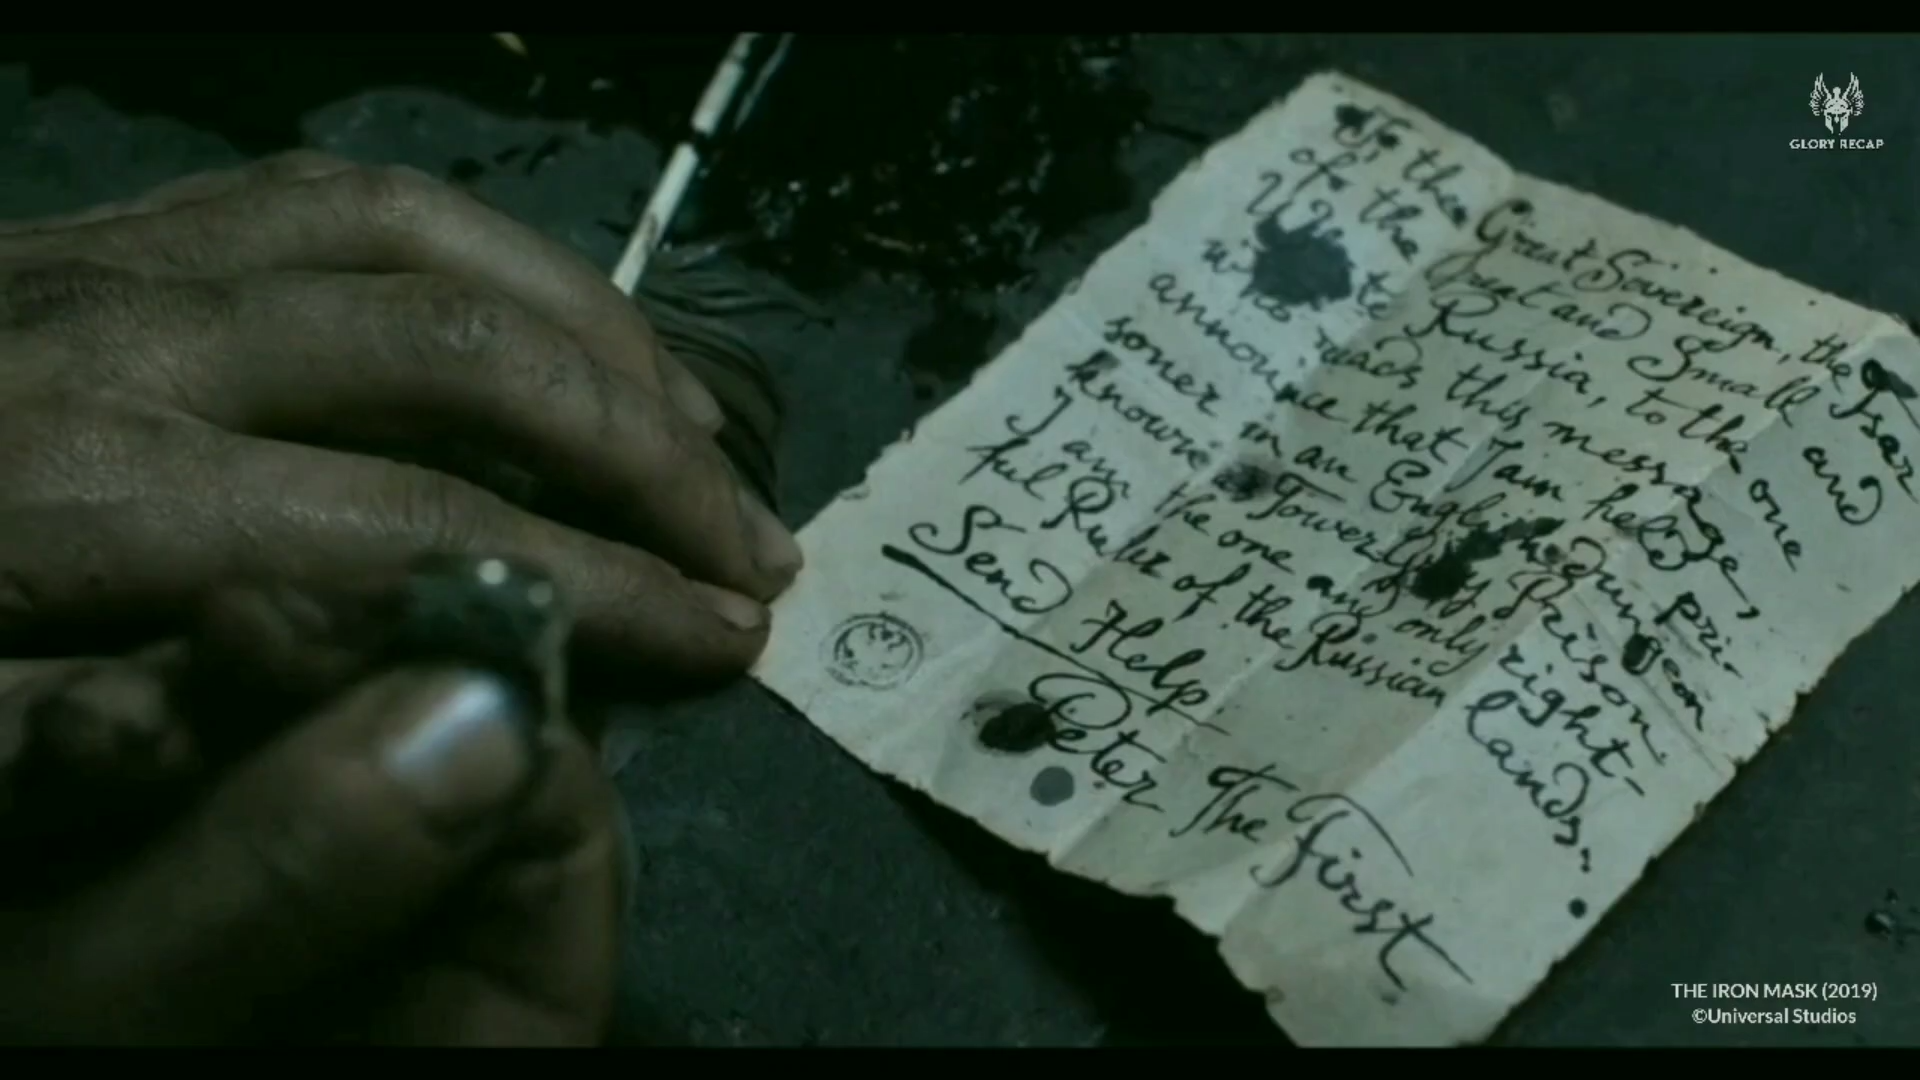 GLORY RECAP
To the Great Sovereign, the Tsar
of the great and Small and
White Russia, to the one
who reads this message,
announce that I am held pri-
soner in an English dungeon
knowne Tower Prison.
I am the one and only right-
ful Ruler of the Russian lands.
Send Help
Peter The First
THE IRON MASK (2019)
©Universal Studios